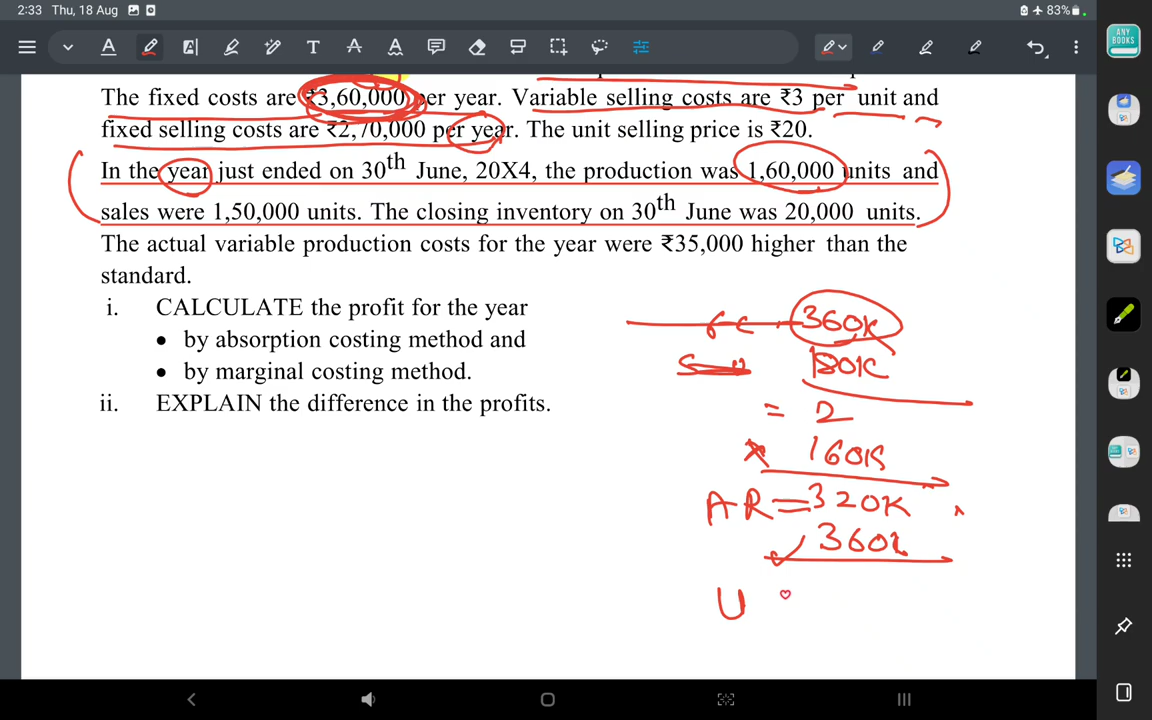 2:33 Thu, 18 Aug
83%
The fixed costs are ₹3,60,000 per year. Variable selling costs are ₹3 per unit and
fixed selling costs are ₹2,70,000 per year. The unit selling price is ₹20.
In the year just ended on 30th June, 20X4, the production was 1,60,000 units and
sales were 1,50,000 units. The closing inventory on 30th June was 20,000 units.
The actual variable production costs for the year were ₹35,000 higher than the
standard.
i. CALCULATE the profit for the year
• by absorption costing method and
• by marginal costing method.
ii. EXPLAIN the difference in the profits.
360K
180K
= 2
× 160K
AR = 320K
360K
U
ANY BOOKS